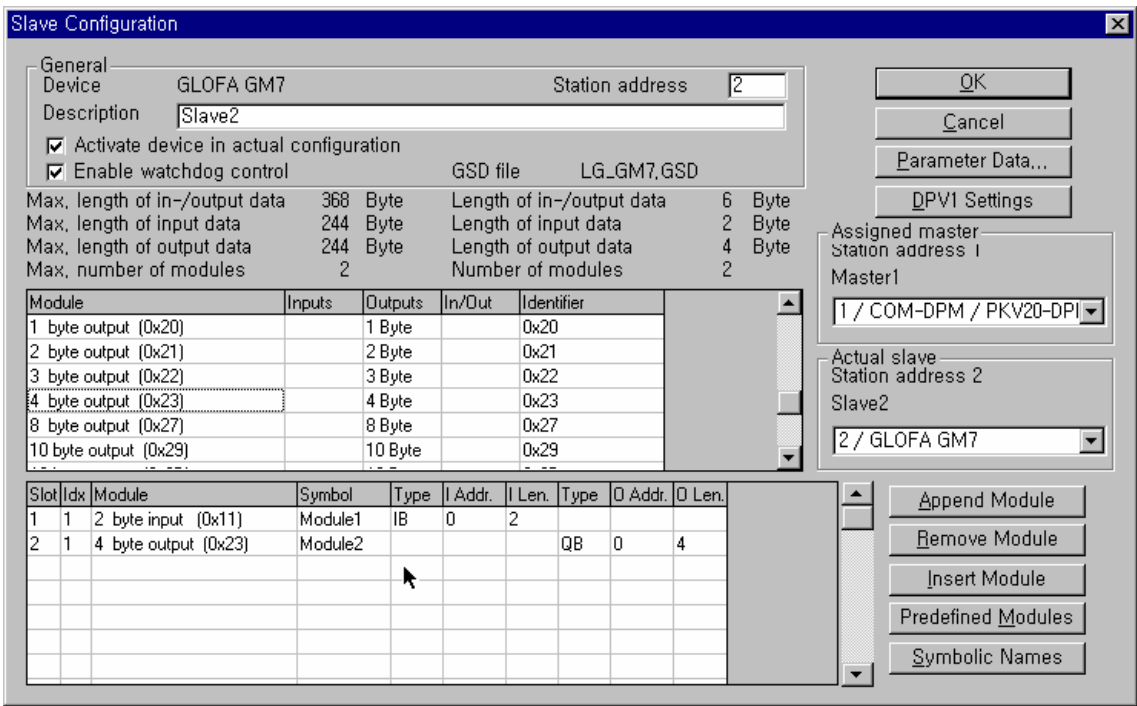 Slave Configuration
General
Device GLOFA GM7 Station address 2
Description Slave2
Activate device in actual configuration
Enable watchdog control GSD file LG_GM7.GSD
Max. length of in-/output data 368 Byte Length of in-/output data 6 Byte
Max. length of input data 244 Byte Length of input data 2 Byte
Max. length of output data 244 Byte Length of output data 4 Byte
Max. number of modules 2 Number of modules 2
Module Inputs Outputs In/Out Identifier
1 byte output (0x20) 1 Byte 0x20
2 byte output (0x21) 2 Byte 0x21
3 byte output (0x22) 3 Byte 0x22
4 byte output (0x23) 4 Byte 0x23
8 byte output (0x27) 8 Byte 0x27
10 byte output (0x29) 10 Byte 0x29
Slot Idx Module Symbol Type I Addr. I Len. Type O Addr. O Len.
1 1 2 byte input (0x11) Module1 IB 0 2
2 1 4 byte output (0x23) Module2 QB 0 4
OK
Cancel
Parameter Data...
DPV1 Settings
Assigned master
Station address 1
Master1
1 / COM-DPM / PKV20-DPI
Actual slave
Station address 2
Slave2
2 / GLOFA GM7
Append Module
Remove Module
Insert Module
Predefined Modules
Symbolic Names